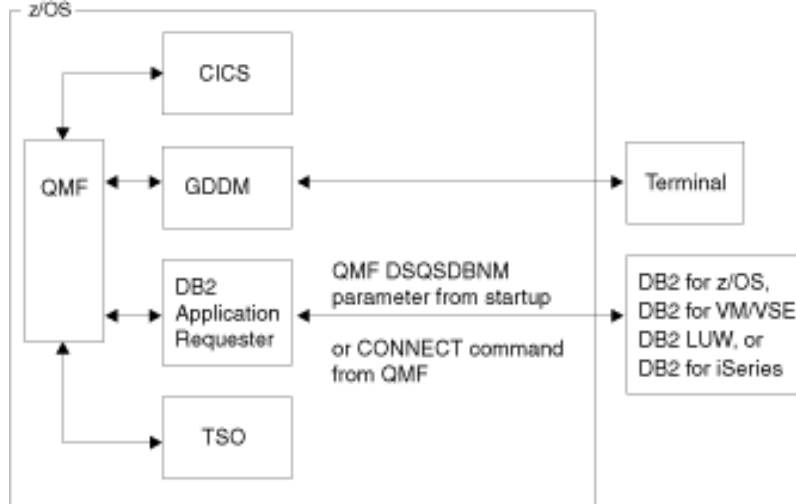 z/OS
CICS
QMF
GDDM
Terminal
DB2
Application
Requester
QMF DSQSDBNM
parameter from startup
or CONNECT command
from QMF
DB2 for z/OS,
DB2 for VM/VSE
DB2 LUW, or
DB2 for iSeries
TSO